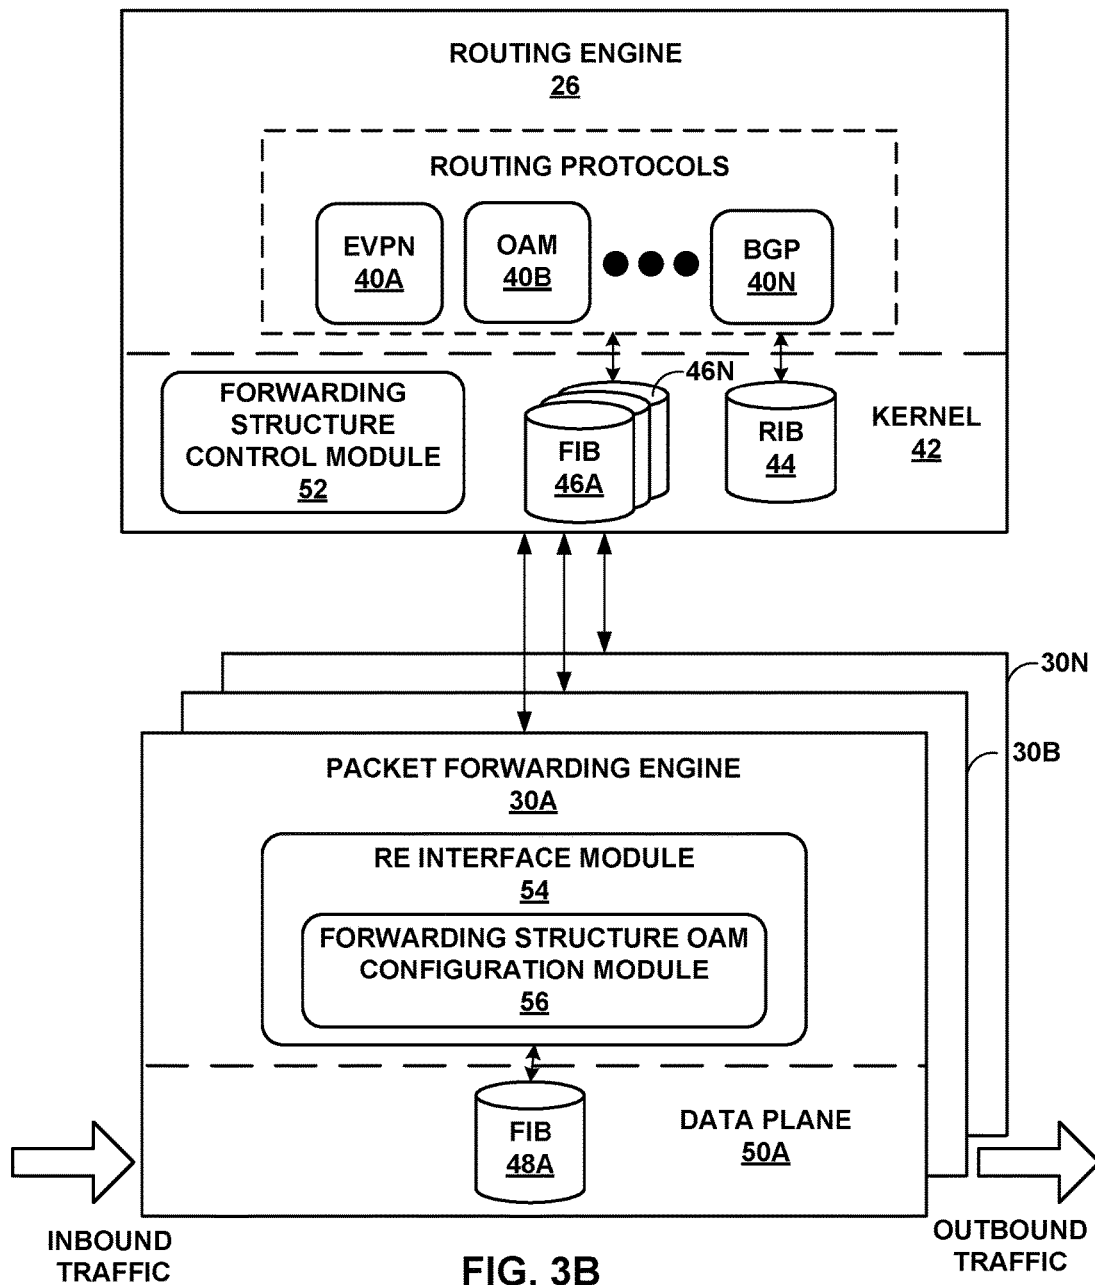 ROUTING ENGINE
26
ROUTING PROTOCOLS
EVPN
40A
OAM
40B
BGP
40N
FORWARDING
STRUCTURE
CONTROL MODULE
52
46N
FIB
46A
RIB
44
KERNEL
42
30N
30B
PACKET FORWARDING ENGINE
30A
RE INTERFACE MODULE
54
FORWARDING STRUCTURE OAM
CONFIGURATION MODULE
56
FIB
48A
DATA PLANE
50A
INBOUND
TRAFFIC
OUTBOUND
TRAFFIC
FIG. 3B